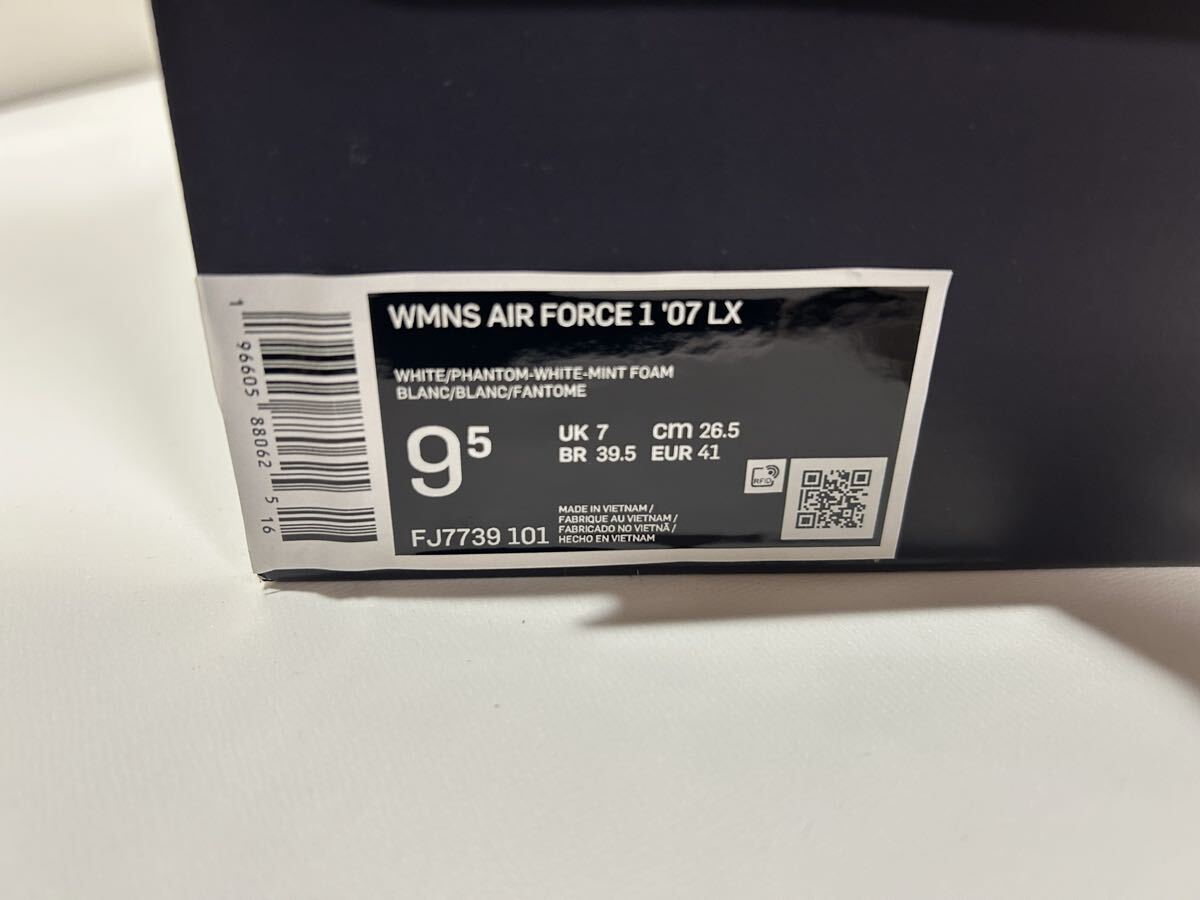 WMNS AIR FORCE 1 '07 LX
WHITE/PHANTOM-WHITE-MINT FOAM
BLANC/BLANC/FANTOME
9⁵
UK 7 cm 26.5
BR 39.5 EUR 41
FJ7739 101
MADE IN VIETNAM /
FABRIQUE AU VIETNAM /
FABRICADO NO VIETNÃ /
HECHO EN VIETNAM
RFID
1 96605 88062 5 16